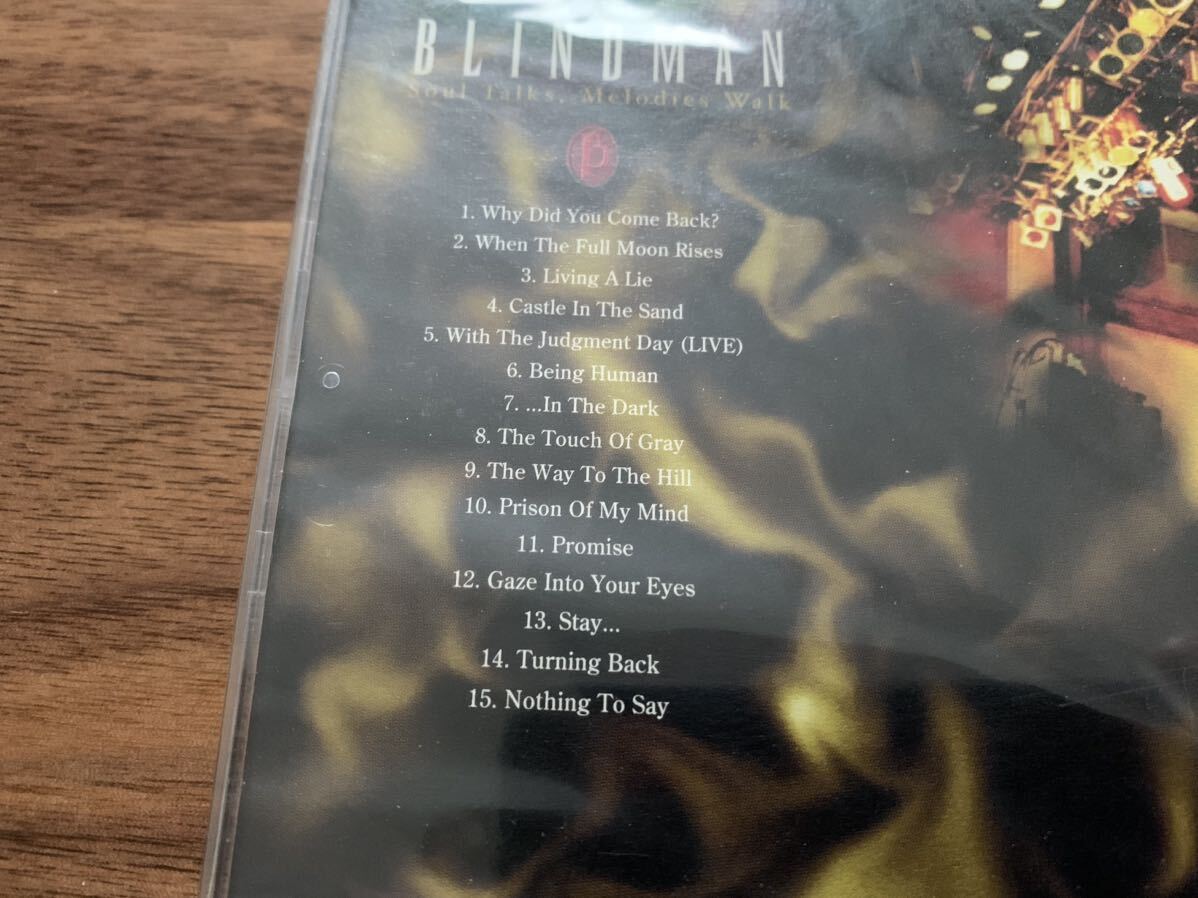 BLINDMAN
Soul Talks, Melodies Walk
1. Why Did You Come Back?
2. When The Full Moon Rises
3. Living A Lie
4. Castle In The Sand
5. With The Judgment Day (LIVE)
6. Being Human
7. ...In The Dark
8. The Touch Of Gray
9. The Way To The Hill
10. Prison Of My Mind
11. Promise
12. Gaze Into Your Eyes
13. Stay...
14. Turning Back
15. Nothing To Say